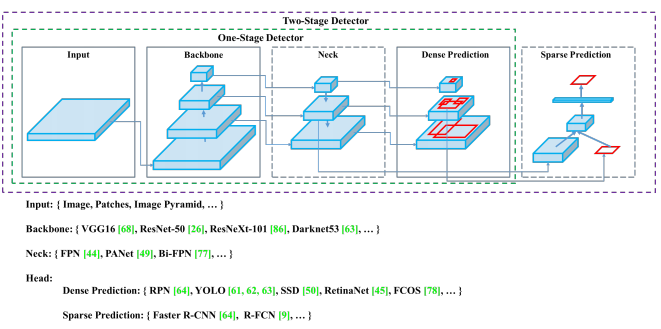 Two-Stage Detector
One-Stage Detector
Input
Backbone
Neck
Dense Prediction
Sparse Prediction
Input: { Image, Patches, Image Pyramid, … }
Backbone: { VGG16 [68], ResNet-50 [26], ResNeXt-101 [86], Darknet53 [63], … }
Neck: { FPN [44], PANet [49], Bi-FPN [77], … }
Head:
Dense Prediction: { RPN [64], YOLO [61, 62, 63], SSD [50], RetinaNet [45], FCOS [78], … }
Sparse Prediction: { Faster R-CNN [64], R-FCN [9], … }